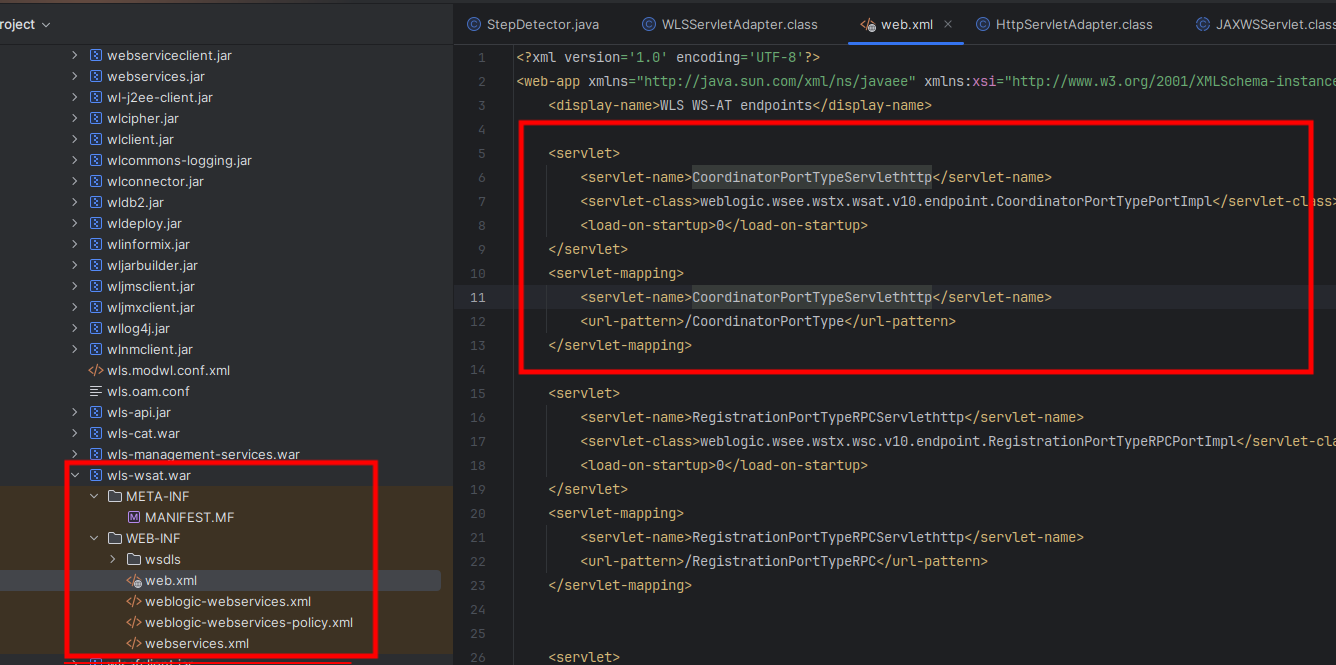 roject
webserviceclient.jar
webservices.jar
wl-j2ee-client.jar
wlcipher.jar
wlclient.jar
wlcommons-logging.jar
wlconnector.jar
wldb2.jar
wldeploy.jar
wlinformix.jar
wljarbuilder.jar
wljmsclient.jar
wljmxclient.jar
wllog4j.jar
wlnmclient.jar
wls.modwl.conf.xml
wls.oam.conf
wls-api.jar
wls-cat.war
wls-management-services.war
wls-wsat.war
META-INF
MANIFEST.MF
WEB-INF
wsdls
web.xml
weblogic-webservices.xml
weblogic-webservices-policy.xml
webservices.xml
StepDetector.java WLSServletAdapter.class web.xml HttpServletAdapter.class JAXWSServlet.class
1 <?xml version='1.0' encoding='UTF-8'?>
2 <web-app xmlns="http://java.sun.com/xml/ns/javaee" xmlns:xsi="http://www.w3.org/2001/XMLSchema-instance
3 <display-name>WLS WS-AT endpoints</display-name>
4
5 <servlet>
6 <servlet-name>CoordinatorPortTypeServlethttp</servlet-name>
7 <servlet-class>weblogic.wsee.wstx.wsat.v10.endpoint.CoordinatorPortTypePortImpl</servlet-class>
8 <load-on-startup>0</load-on-startup>
9 </servlet>
10 <servlet-mapping>
11 <servlet-name>CoordinatorPortTypeServlethttp</servlet-name>
12 <url-pattern>/CoordinatorPortType</url-pattern>
13 </servlet-mapping>
14
15 <servlet>
16 <servlet-name>RegistrationPortTypeRPCServlethttp</servlet-name>
17 <servlet-class>weblogic.wsee.wstx.wsc.v10.endpoint.RegistrationPortTypeRPCPortImpl</servlet-cla
18 <load-on-startup>0</load-on-startup>
19 </servlet>
20 <servlet-mapping>
21 <servlet-name>RegistrationPortTypeRPCServlethttp</servlet-name>
22 <url-pattern>/RegistrationPortTypeRPC</url-pattern>
23 </servlet-mapping>
24
25
26 <servlet>